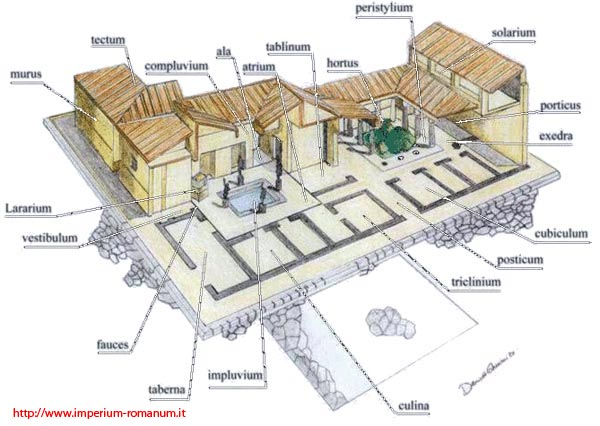 peristylium
solarium
tectum
ala
tablinum
compluvium
atrium
hortus
murus
porticus
exedra
Lararium
vestibulum
cubiculum
posticum
triclinium
fauces
impluvium
taberna
culina
http://www.imperium-romanum.it